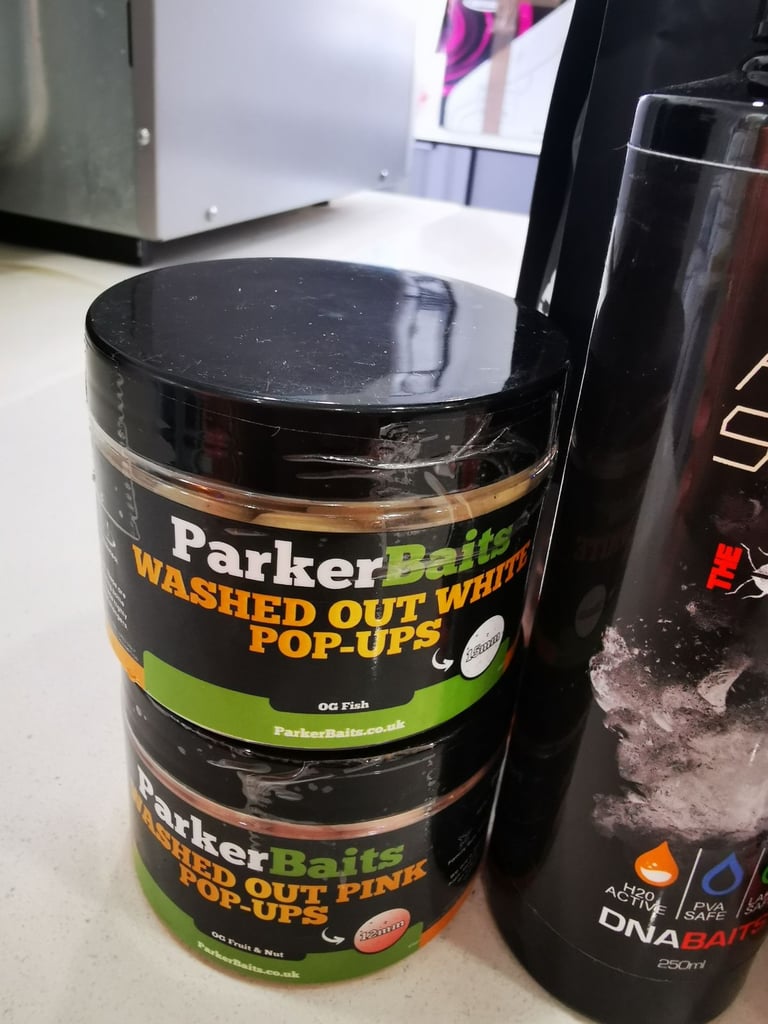 ParkerBaits
WASHED OUT WHITE
POP-UPS
15mm
OG Fish
ParkerBaits.co.uk
ParkerBaits
WASHED OUT PINK
POP-UPS
12mm
OG Fruit & Nut
ParkerBaits.co.uk
THE
H2O
ACTIVE
PVA
SAFE
DNABAITS
250ml